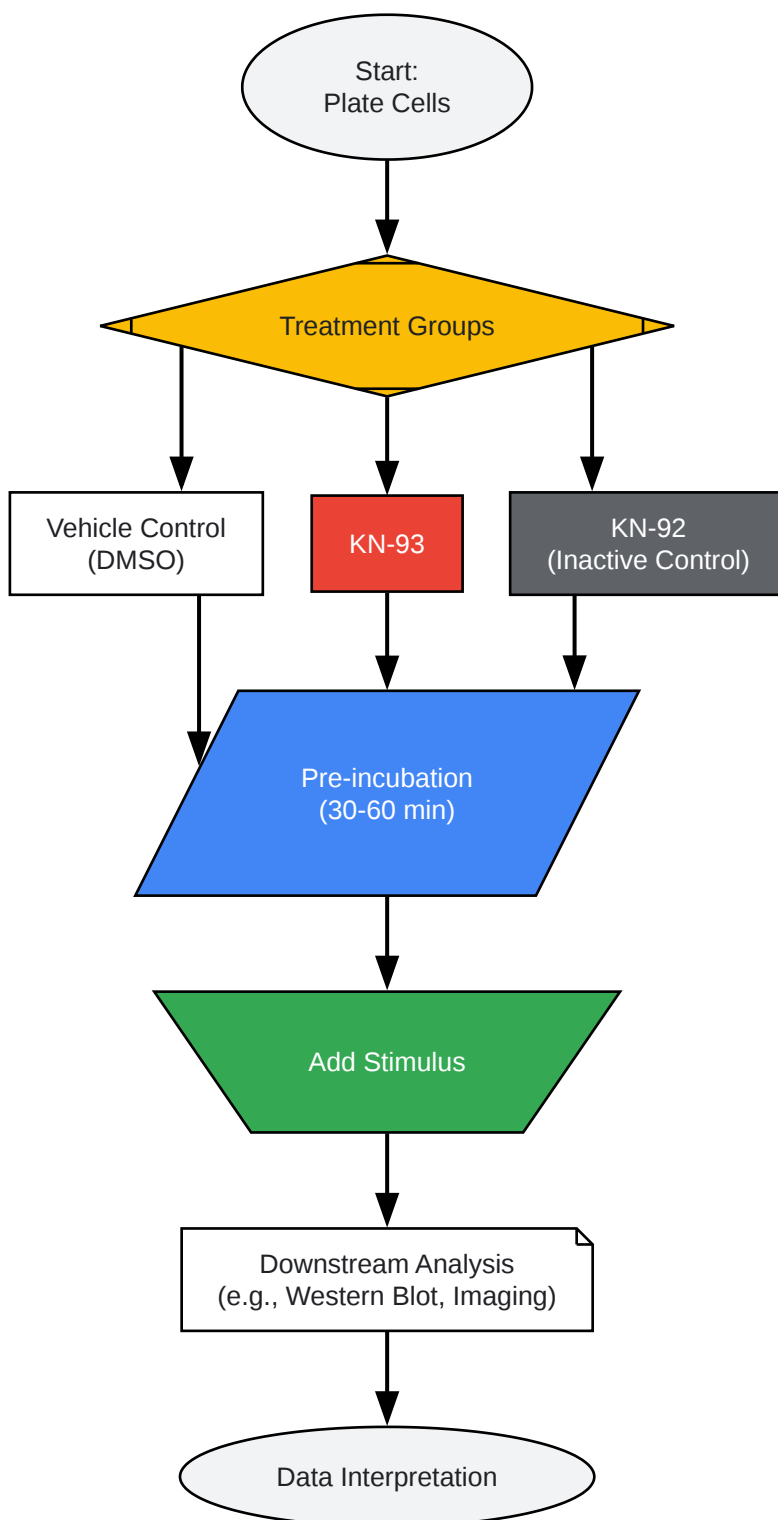 Start:
Plate Cells
Treatment Groups
Vehicle Control
(DMSO)
KN-93
KN-92
(Inactive Control)
Pre-incubation
(30-60 min)
Add Stimulus
Downstream Analysis
(e.g., Western Blot, Imaging)
Data Interpretation